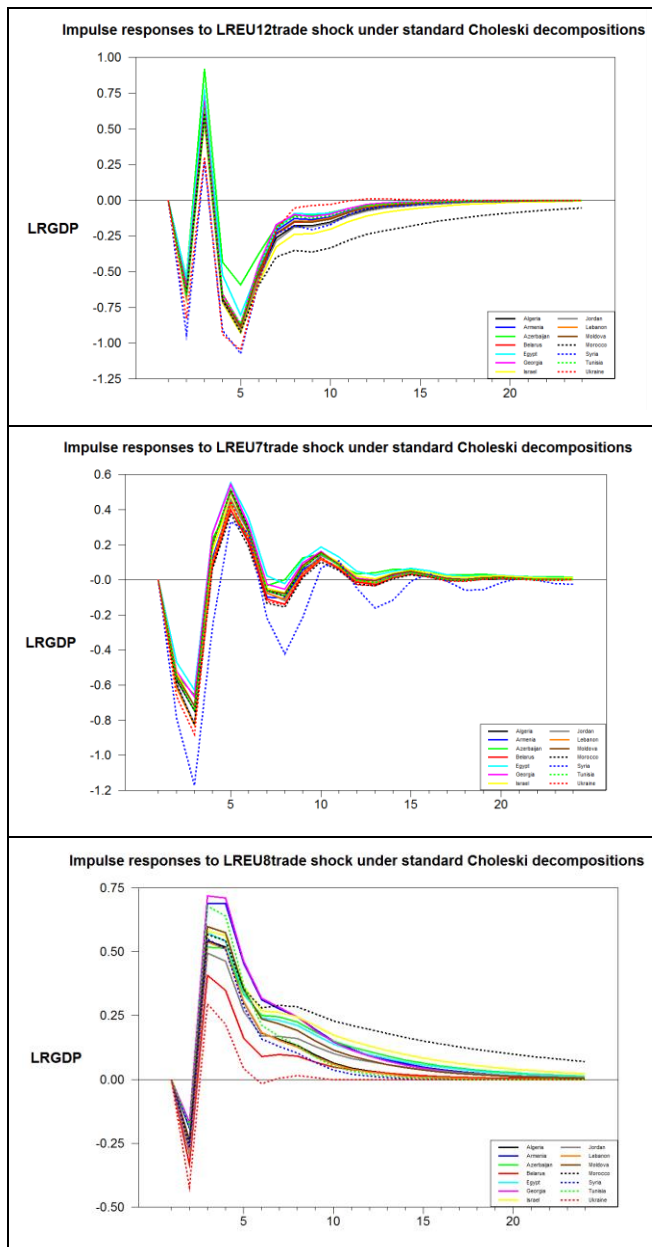 Impulse responses to LREU12trade shock under standard Choleski decompositions
1.00
0.75
0.50
0.25
0.00
LRGDP
-0.25
-0.50
-0.75
-1.00
-1.25
Algeria Jordan
Armenia Lebanon
Azerbaijan Moldova
Belarus Morocco
Egypt Syria
Georgia Tunisia
Israel Ukraine
5 10 15 20
Impulse responses to LREU7trade shock under standard Choleski decompositions
0.6
0.4
0.2
-0.0
-0.2
LRGDP
-0.4
-0.6
-0.8
-1.0
-1.2
Algeria Jordan
Armenia Lebanon
Azerbaijan Moldova
Belarus Morocco
Egypt Syria
Georgia Tunisia
Israel Ukraine
5 10 15 20
Impulse responses to LREU8trade shock under standard Choleski decompositions
0.75
0.50
0.25
LRGDP
0.00
-0.25
-0.50
Algeria Jordan
Armenia Lebanon
Azerbaijan Moldova
Belarus Morocco
Egypt Syria
Georgia Tunisia
Israel Ukraine
5 10 15 20